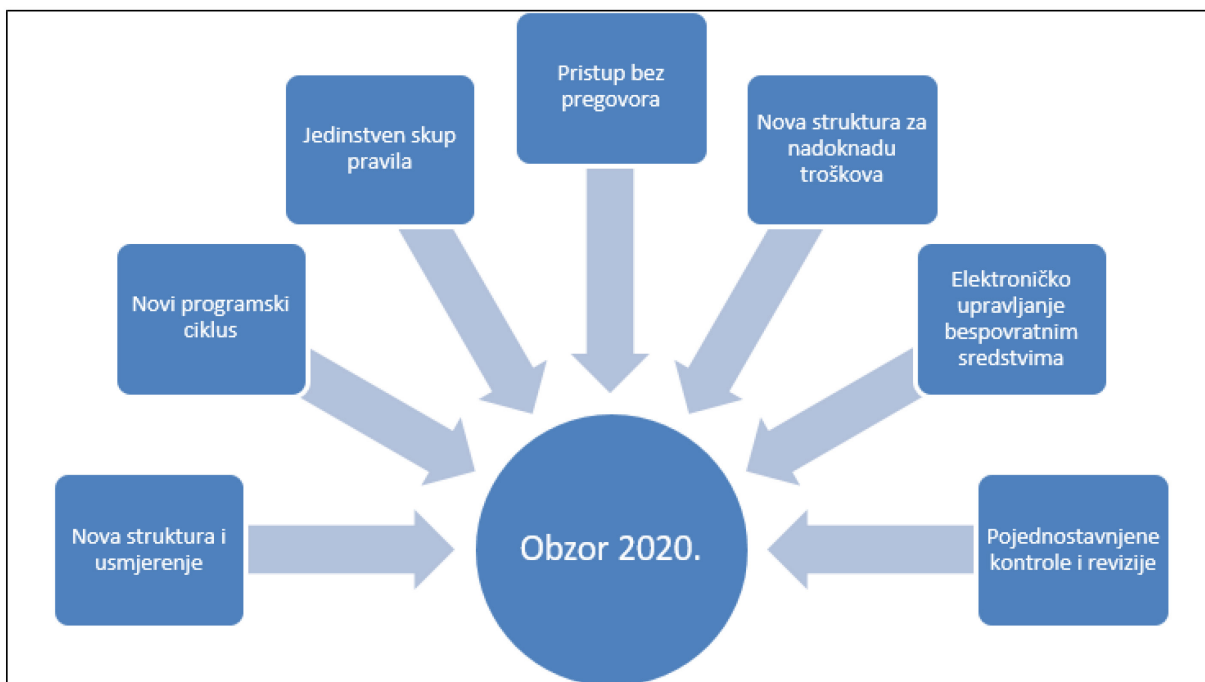 Pristup bez
pregovora
Jedinstven skup
pravila
Nova struktura za
nadoknadu
troškova
Novi programski
ciklus
Elektroničko
upravljanje
bespovratnim
sredstvima
Nova struktura i
usmjerenje
Obzor 2020.
Pojednostavnjene
kontrole i revizije